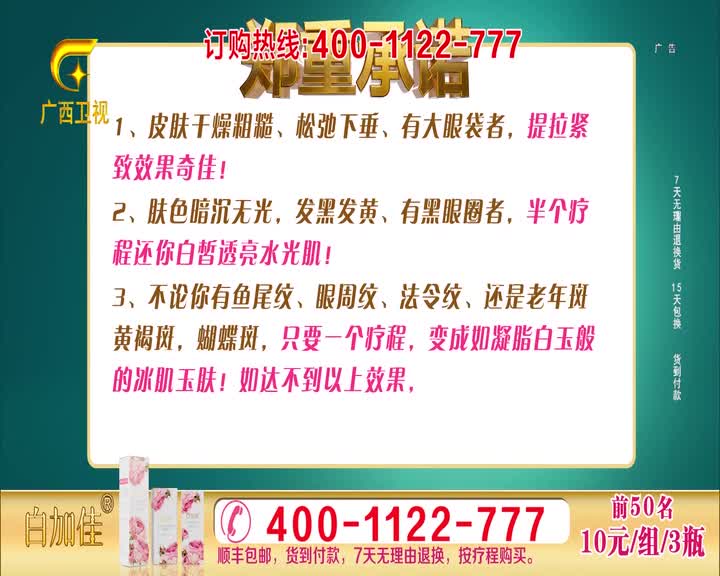 订购热线:400-1122-777
郑重承诺
广告
广西卫视
1、皮肤干燥粗糙、松弛下垂、有大眼袋者，提拉紧
致效果奇佳！
2、肤色暗沉无光，发黑发黄、有黑眼圈者，半个疗
程还你白皙透亮水光肌！
3、不论你有鱼尾纹、眼周纹、法令纹、还是老年斑
黄褐斑，蝴蝶斑，只要一个疗程，变成如凝脂白玉般
的冰肌玉肤！如达不到以上效果，
7天无理由退换货 15天包换 货到付款
白加佳®
400-1122-777
顺丰包邮，货到付款，7天无理由退换，按疗程购买。
前50名
10元/组/3瓶